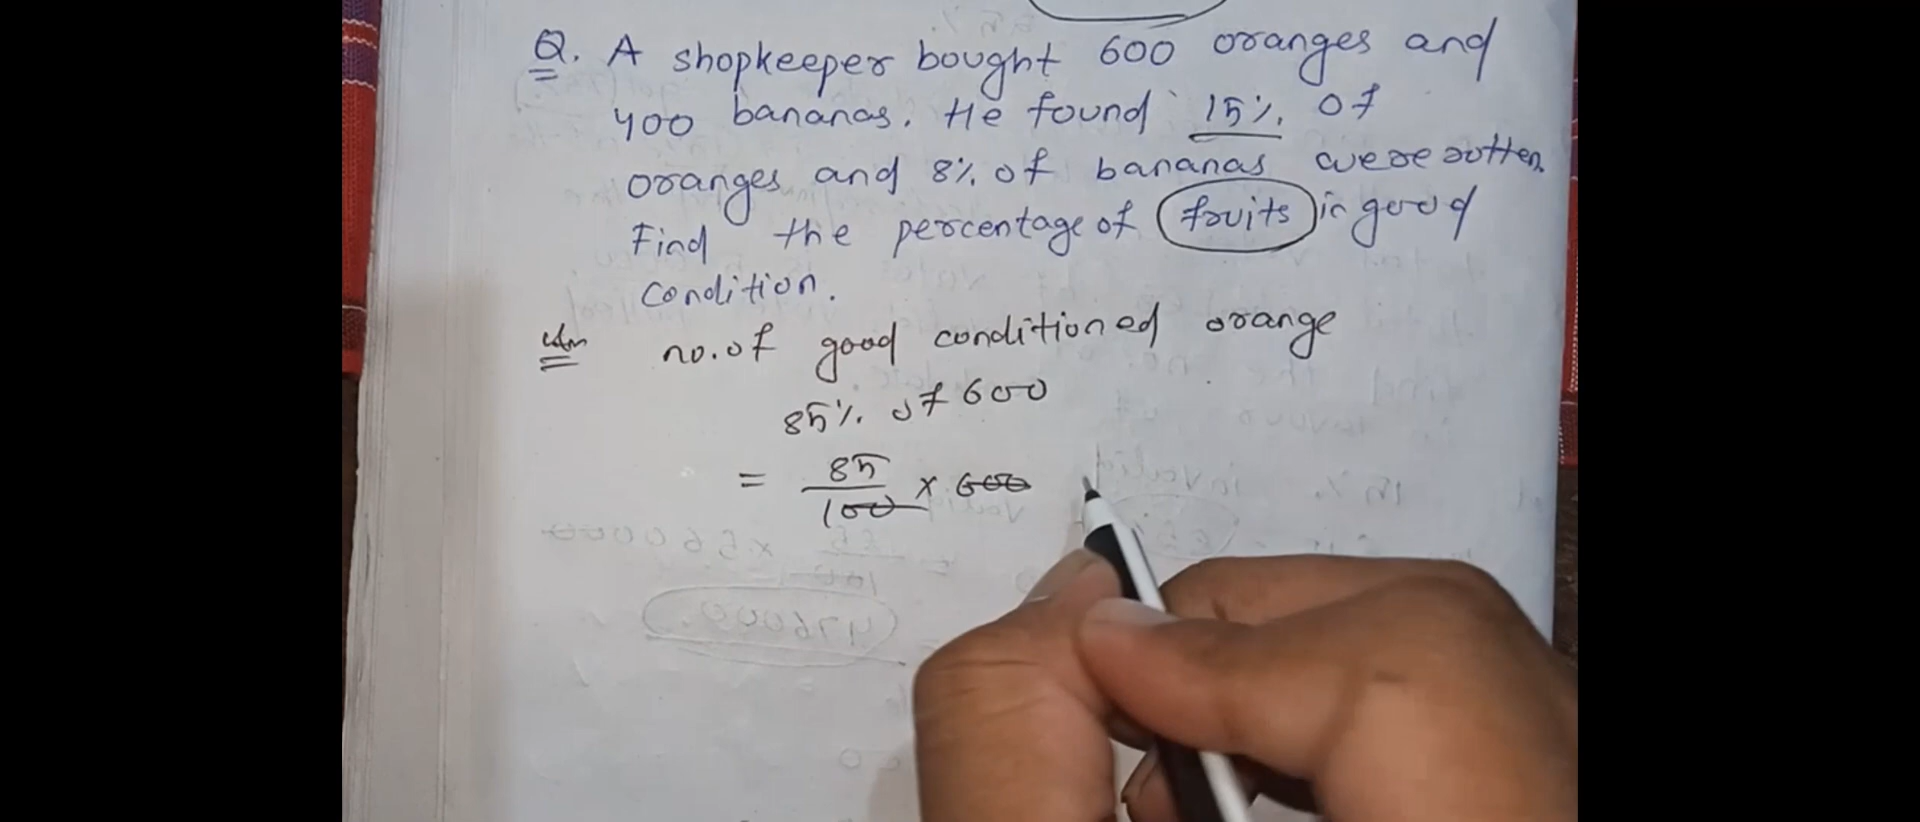 Q. A shopkeeper bought 600 oranges and
400 bananas. He found 15% of
oranges and 8% of bananas were rotten.
Find the percentage of fruits in good
condition.
no. of good conditioned orange
85% of 600
= 85/100 × 600